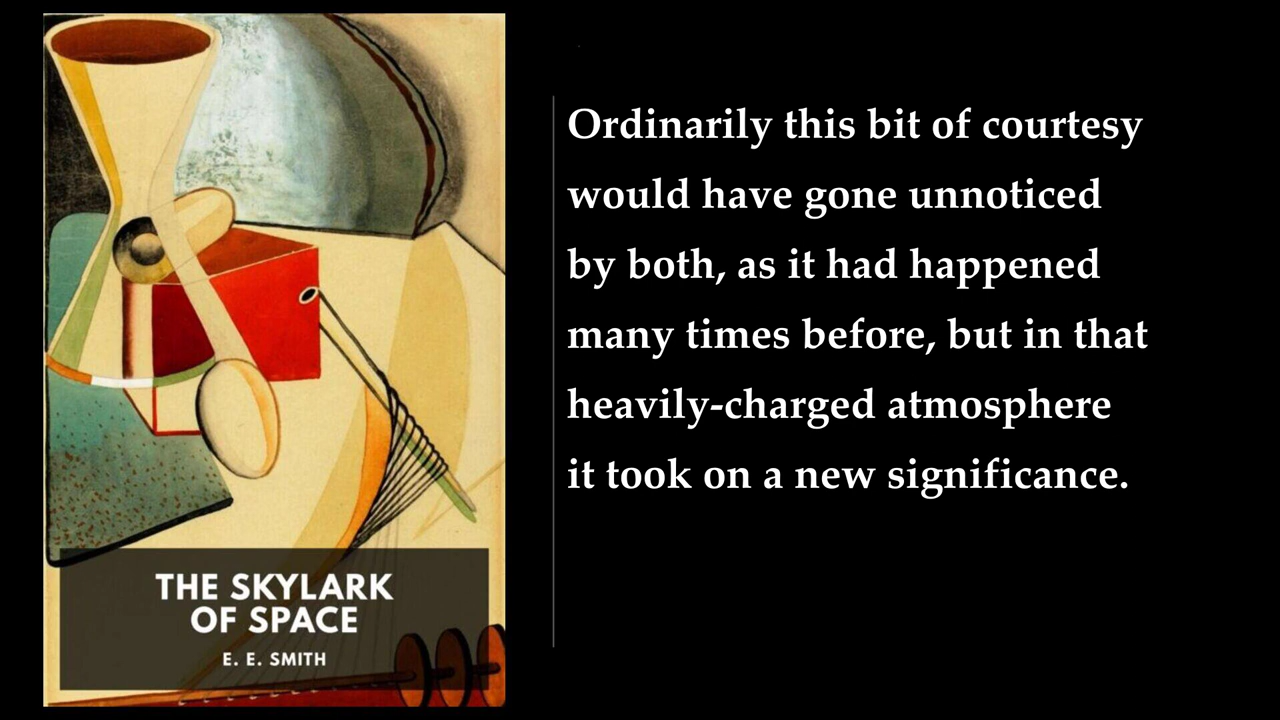 THE SKYLARK
OF SPACE
E. E. SMITH
Ordinarily this bit of courtesy
would have gone unnoticed
by both, as it had happened
many times before, but in that
heavily-charged atmosphere
it took on a new significance.